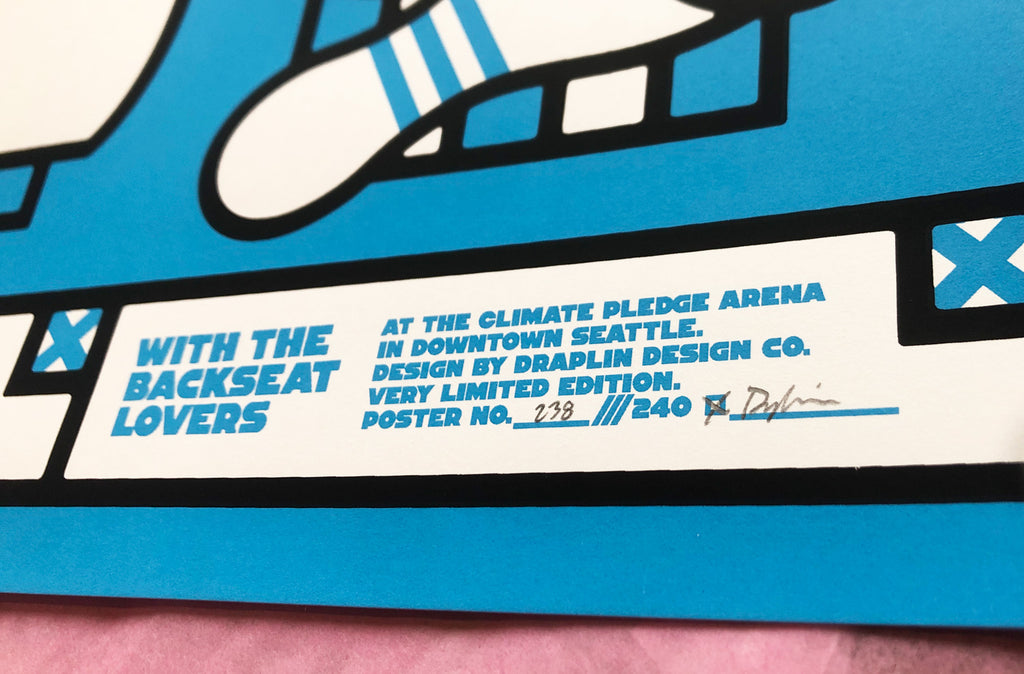 WITH THE
BACKSEAT
LOVERS
AT THE CLIMATE PLEDGE ARENA
IN DOWNTOWN SEATTLE.
DESIGN BY DRAPLIN DESIGN CO.
VERY LIMITED EDITION.
POSTER NO. 238 ///240